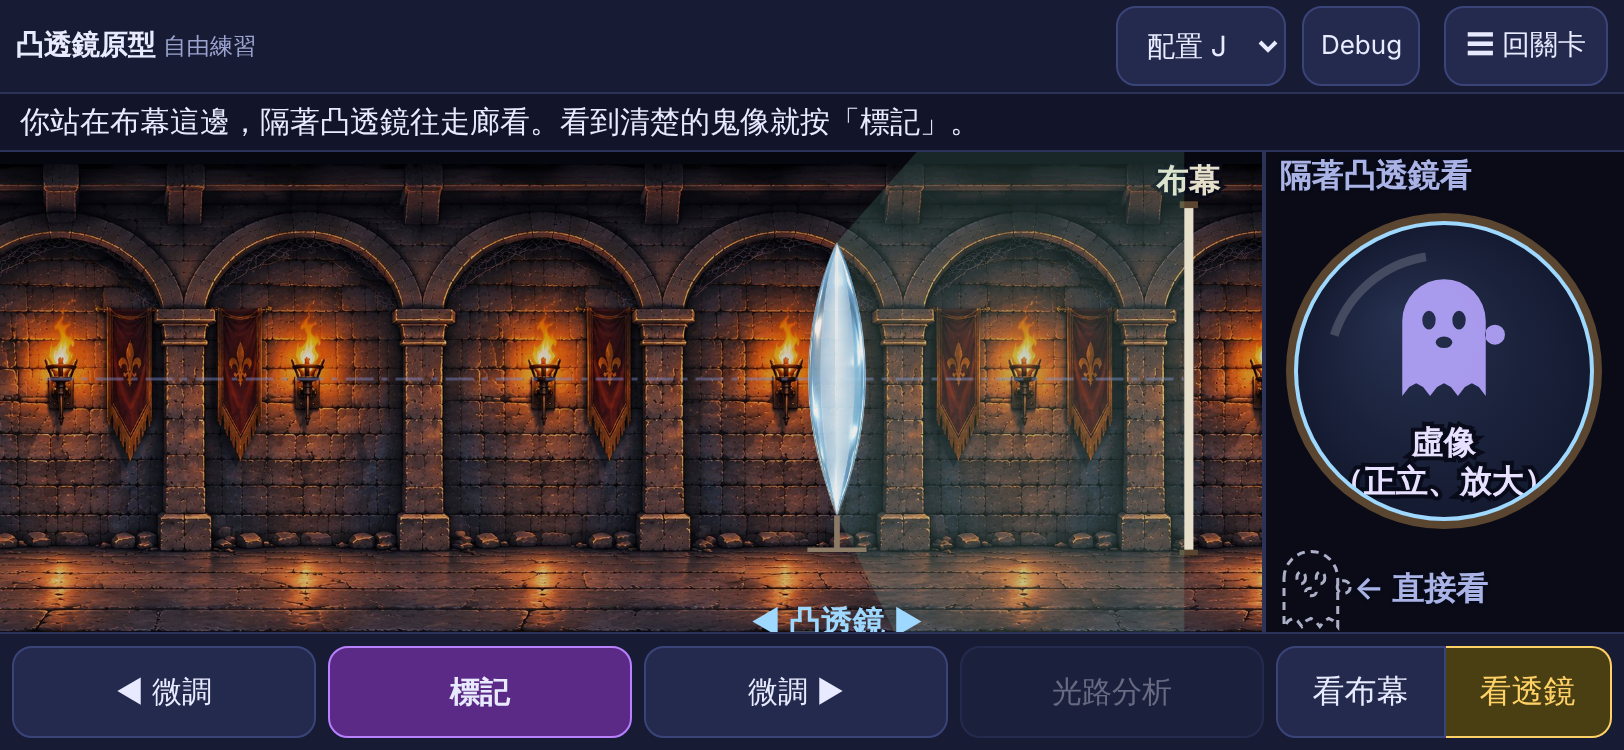 凸透鏡原型 自由練習
配置 J
Debug
☰ 回關卡
你站在布幕這邊，隔著凸透鏡往走廊看。看到清楚的鬼像就按「標記」。
布幕
隔著凸透鏡看
虛像
（正立、放大）
← 直接看
◀ 凸透鏡 ▶
◀ 微調
標記
微調 ▶
光路分析
看布幕
看透鏡